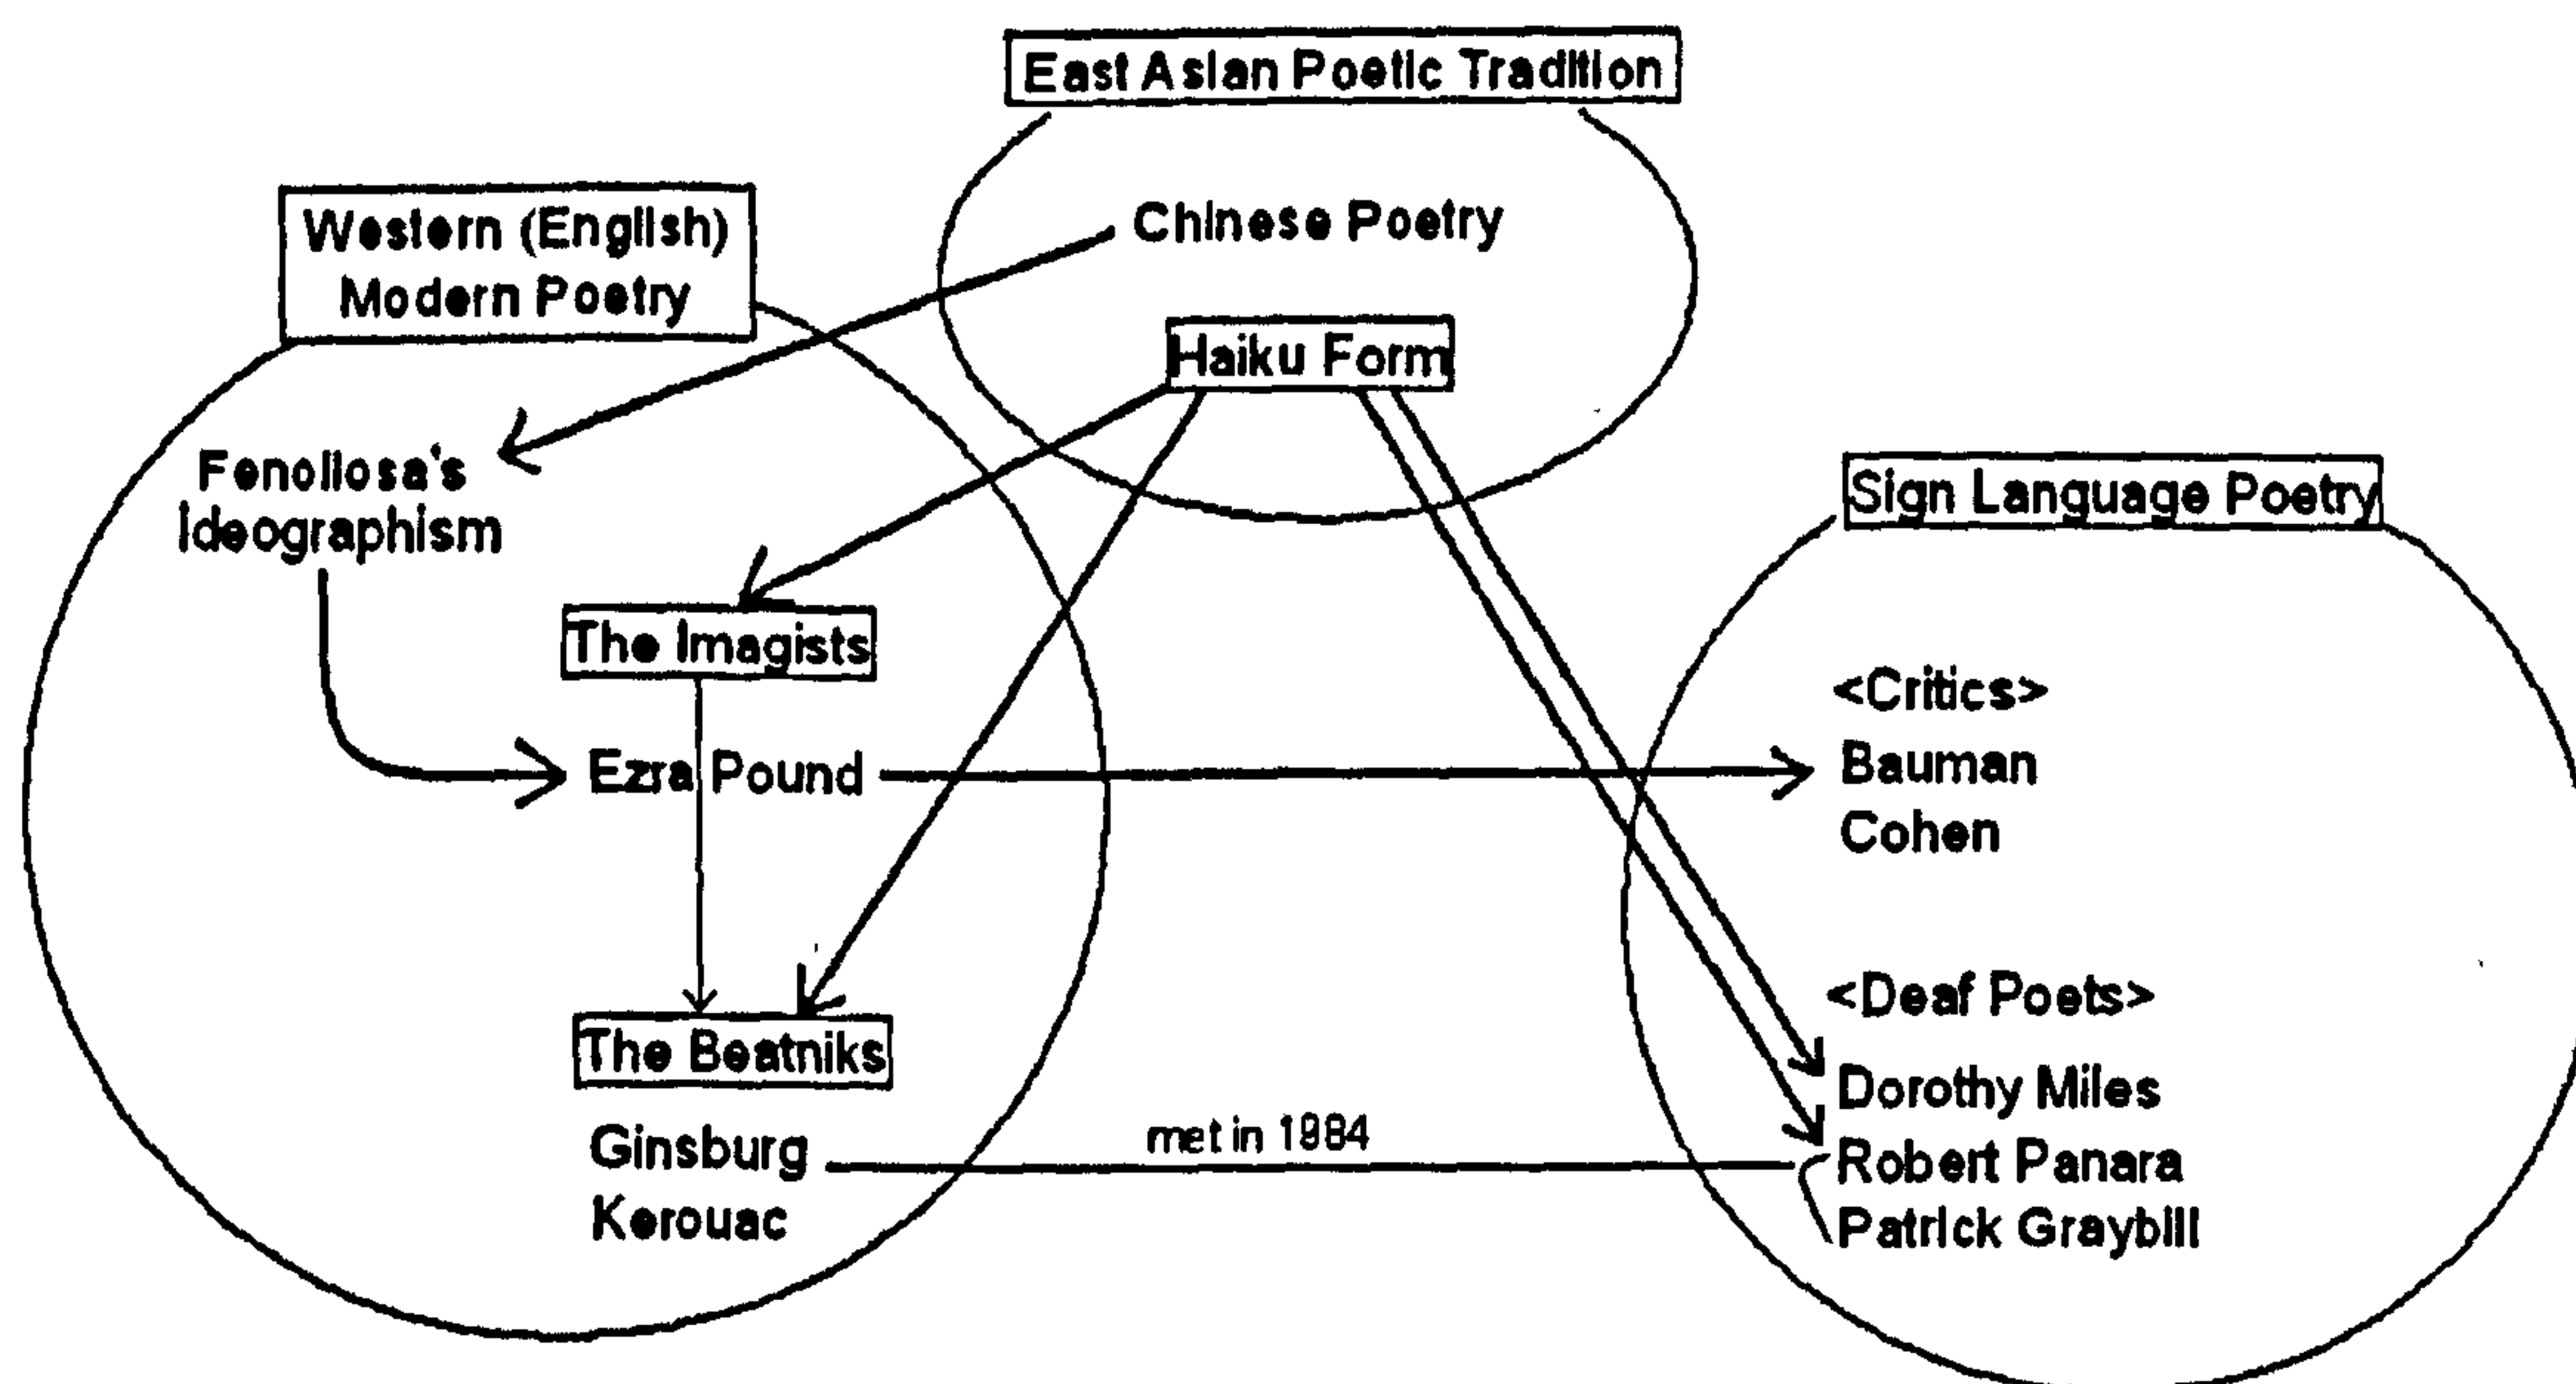 East Asian Poetic Tradition
Western (English)
Modern Poetry
Chinese Poetry
Haiku Form
Fenollosa's
Ideographism
Sign Language Poetry
The Imagists
<Critics>
Ezra Pound
Bauman
Cohen
<Deaf Poets>
The Beatniks
Dorothy Miles
Ginsburg
met in 1984
Robert Panara
Kerouac
Patrick Graybill